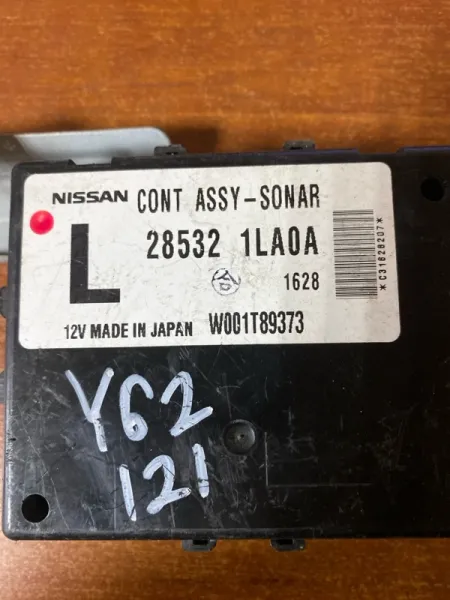 NISSAN CONT ASSY-SONAR
L 28532 1LA0A
1628
12V MADE IN JAPAN W001T89373
*C31628207*
Y62
121